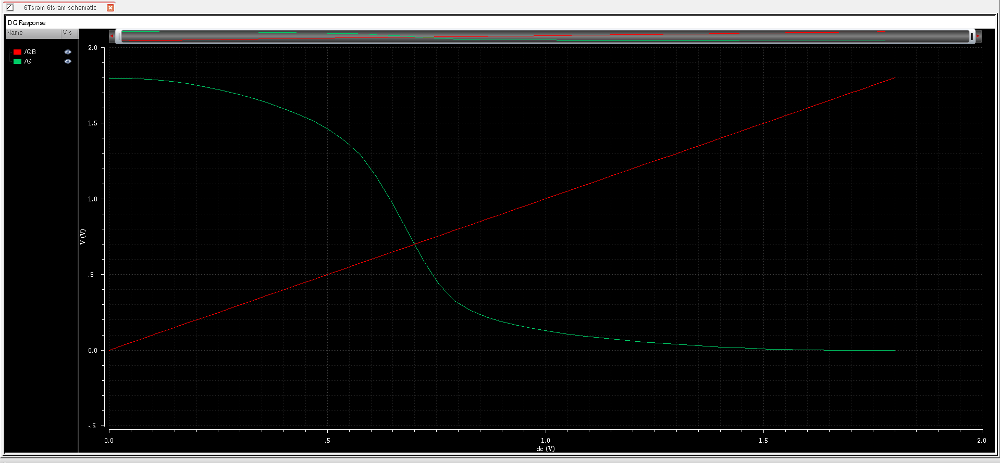 6Tsram 6tsram schematic
DC Response
Name Vis
/QB
/Q
2.0
1.5
1.0
.5
0.0
-.5
V (V)
0.0 .5 1.0 1.5 2.0
dc (V)